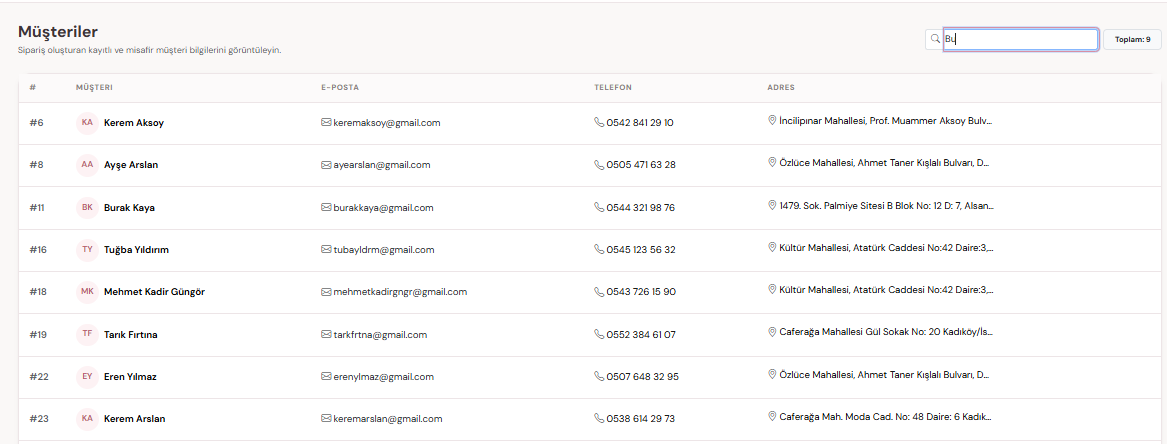 Müşteriler
Sipariş oluşturan kayıtlı ve misafir müşteri bilgilerini görüntüleyin.
Bu
Toplam: 9
# MÜŞTERI E-POSTA TELEFON ADRES
#6 KA Kerem Aksoy keremaksoy@gmail.com 0542 841 29 10 İncilipınar Mahallesi, Prof. Muammer Aksoy Bulv...
#8 AA Ayşe Arslan ayearslan@gmail.com 0505 471 63 28 Özlüce Mahallesi, Ahmet Taner Kışlalı Bulvarı, D...
#11 BK Burak Kaya burakkaya@gmail.com 0544 321 98 76 1479. Sok. Palmiye Sitesi B Blok No: 12 D: 7, Alsan...
#16 TY Tuğba Yıldırım tubayldrm@gmail.com 0545 123 56 32 Kültür Mahallesi, Atatürk Caddesi No:42 Daire:3,...
#18 MK Mehmet Kadir Güngör mehmetkadirgngr@gmail.com 0543 726 15 90 Kültür Mahallesi, Atatürk Caddesi No:42 Daire:3,...
#19 TF Tarık Fırtına tarkfrtna@gmail.com 0552 384 61 07 Caferağa Mahallesi Gül Sokak No: 20 Kadıköy/İs...
#22 EY Eren Yılmaz erenylmaz@gmail.com 0507 648 32 95 Özlüce Mahallesi, Ahmet Taner Kışlalı Bulvarı, D...
#23 KA Kerem Arslan keremarslan@gmail.com 0538 614 29 73 Caferağa Mah. Moda Cad. No: 48 Daire: 6 Kadık...